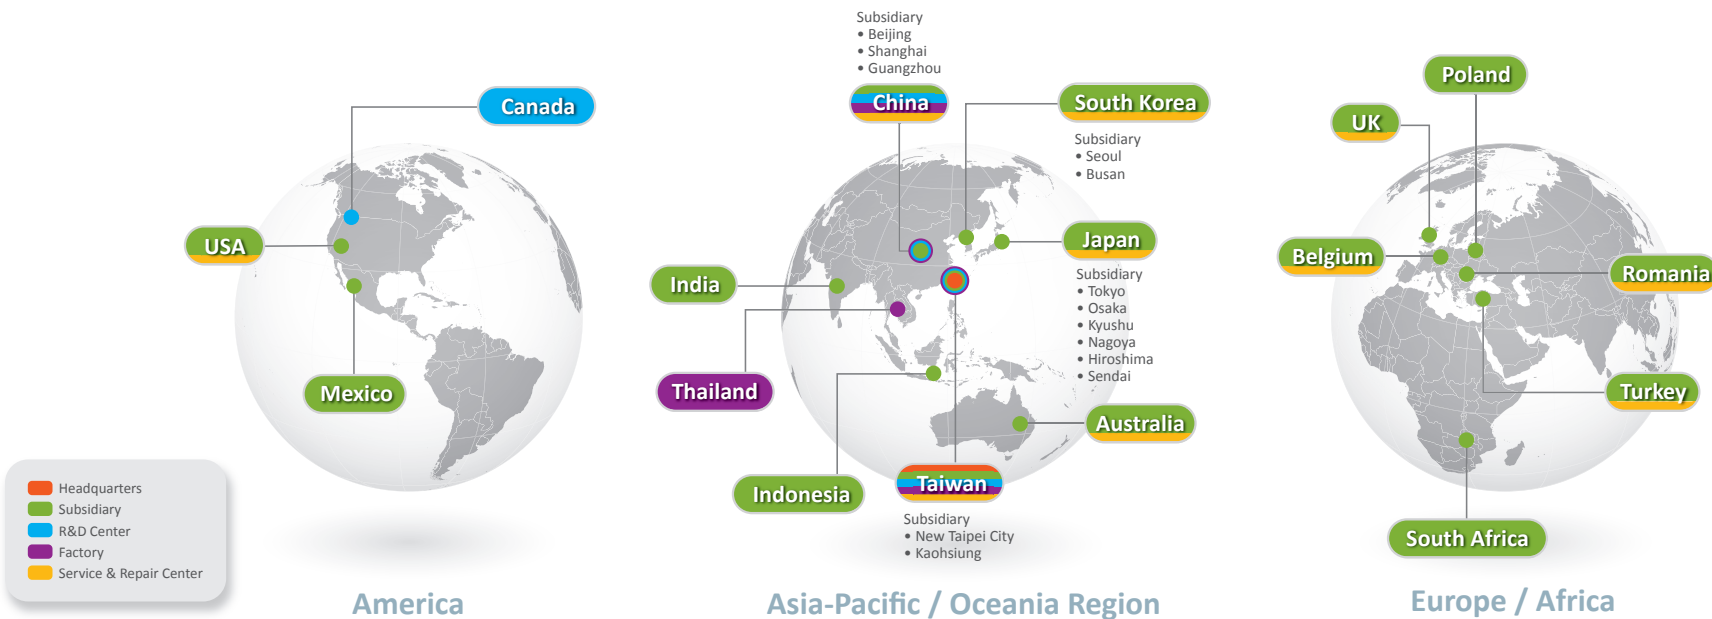 Canada
USA
Mexico
Headquarters
Subsidiary
R&D Center
Factory
Service & Repair Center
America
Subsidiary
• Beijing
• Shanghai
• Guangzhou
China
South Korea
Subsidiary
• Seoul
• Busan
Japan
Subsidiary
• Tokyo
• Osaka
• Kyushu
• Nagoya
• Hiroshima
• Sendai
India
Thailand
Australia
Indonesia
Taiwan
Subsidiary
• New Taipei City
• Kaohsiung
Asia-Pacific / Oceania Region
Poland
UK
Belgium
Romania
Turkey
South Africa
Europe / Africa